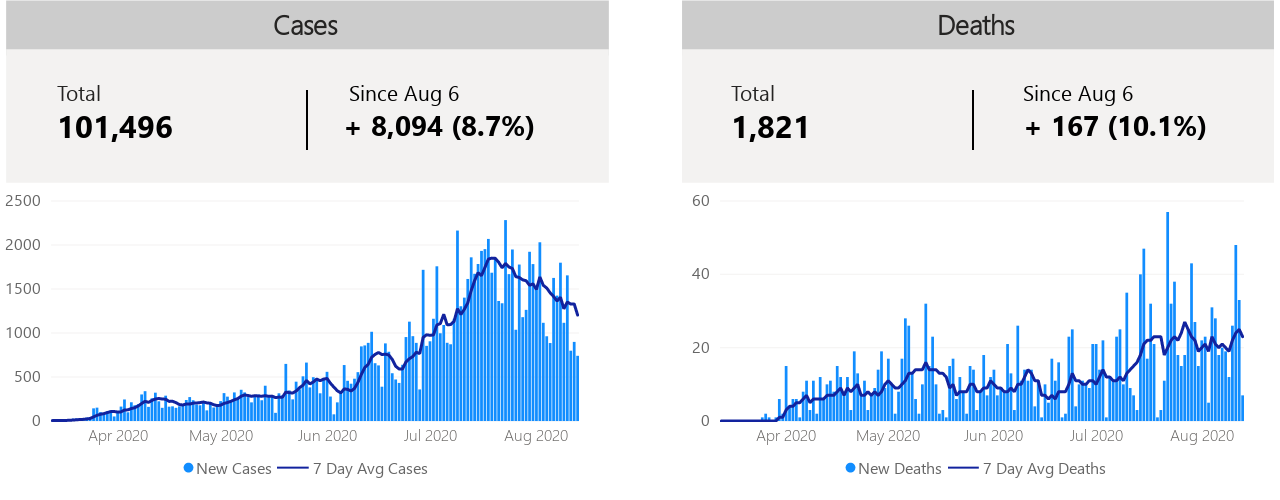 Cases
Total
Since Aug 6
101,496
+ 8,094 (8.7%)
2500
2000
1500
1000
500
0
Apr 2020
May 2020
Jun 2020
Jul 2020
Aug 2020
New Cases
7 Day Avg Cases
Deaths
Total
Since Aug 6
1,821
+ 167 (10.1%)
60
40
20
0
Apr 2020
May 2020
Jun 2020
Jul 2020
Aug 2020
New Deaths
7 Day Avg Deaths